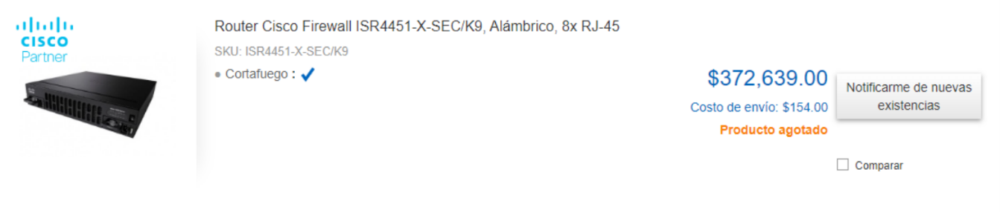 CISCO
Partner
Router Cisco Firewall ISR4451-X-SEC/K9, Alámbrico, 8x RJ-45
SKU: ISR4451-X-SEC/K9
• Cortafuego : ✔
$372,639.00
Costo de envío: $154.00
Producto agotado
Notificarme de nuevas
existencias
Comparar